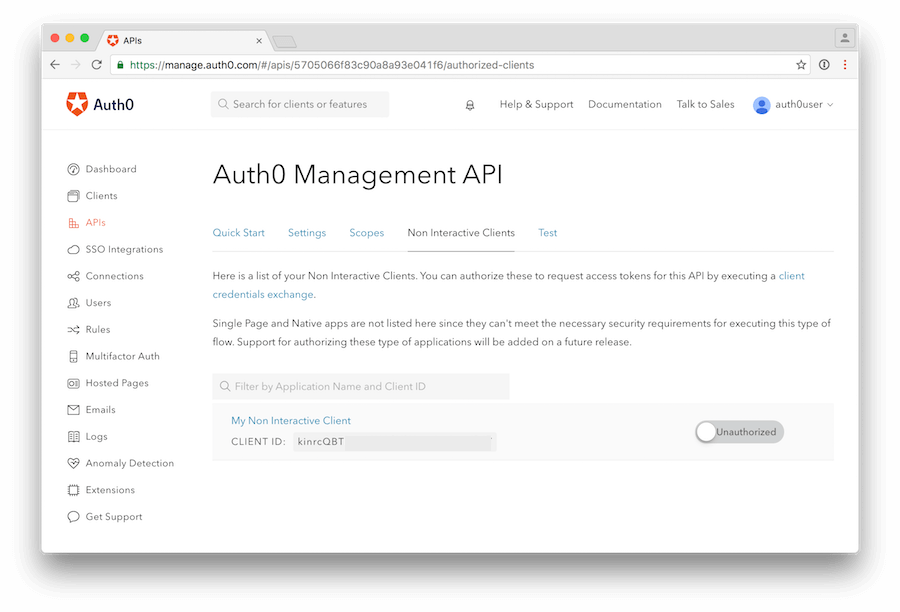 APIs
https://manage.auth0.com/#/apis/5705066f83c90a8a93e041f6/authorized-clients
Auth0
Search for clients or features
Help & Support
Documentation
Talk to Sales
auth0user
Dashboard
Clients
APIs
SSO Integrations
Connections
Users
Rules
Multifactor Auth
Hosted Pages
Emails
Logs
Anomaly Detection
Extensions
Get Support
Auth0 Management API
Quick Start
Settings
Scopes
Non Interactive Clients
Test
Here is a list of your Non Interactive Clients. You can authorize these to request access tokens for this API by executing a client
credentials exchange.
Single Page and Native apps are not listed here since they can't meet the necessary security requirements for executing this type of
flow. Support for authorizing these type of applications will be added on a future release.
Filter by Application Name and Client ID
My Non Interactive Client
CLIENT ID: kinrcQBT
Unauthorized